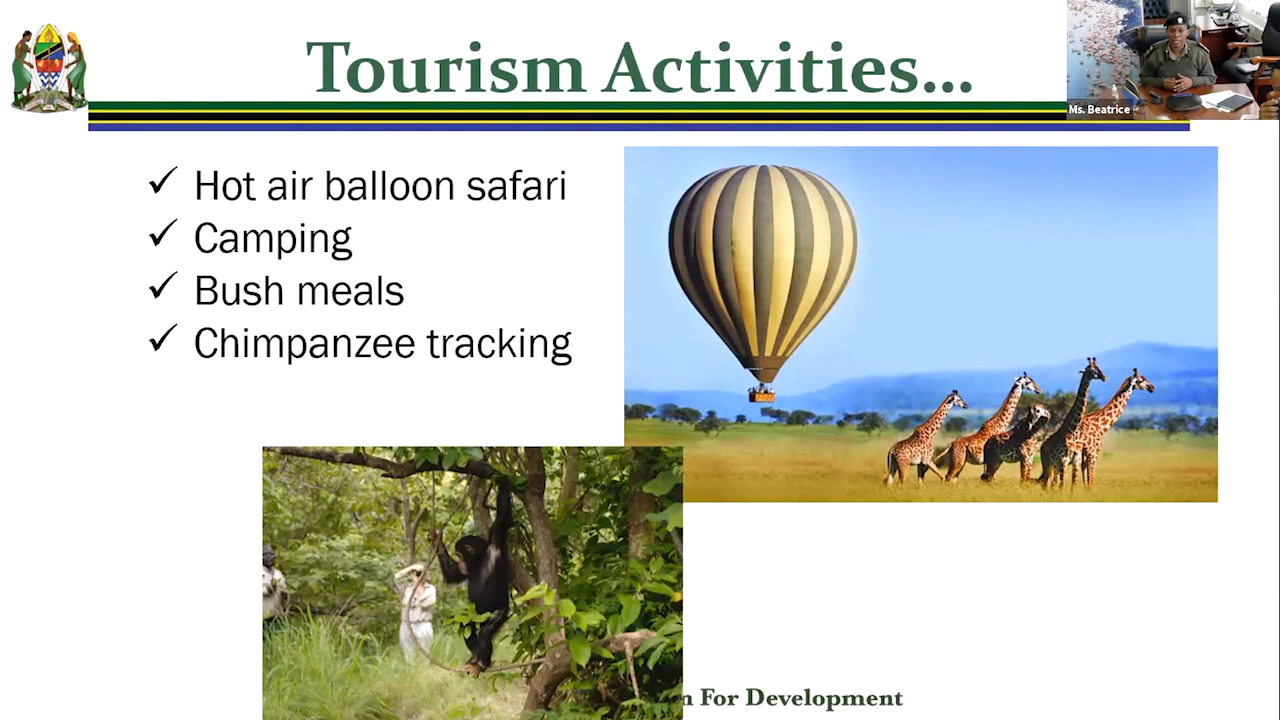 Tourism Activities...
Ms. Beatrice
✓ Hot air balloon safari
✓ Camping
✓ Bush meals
✓ Chimpanzee tracking
For Development